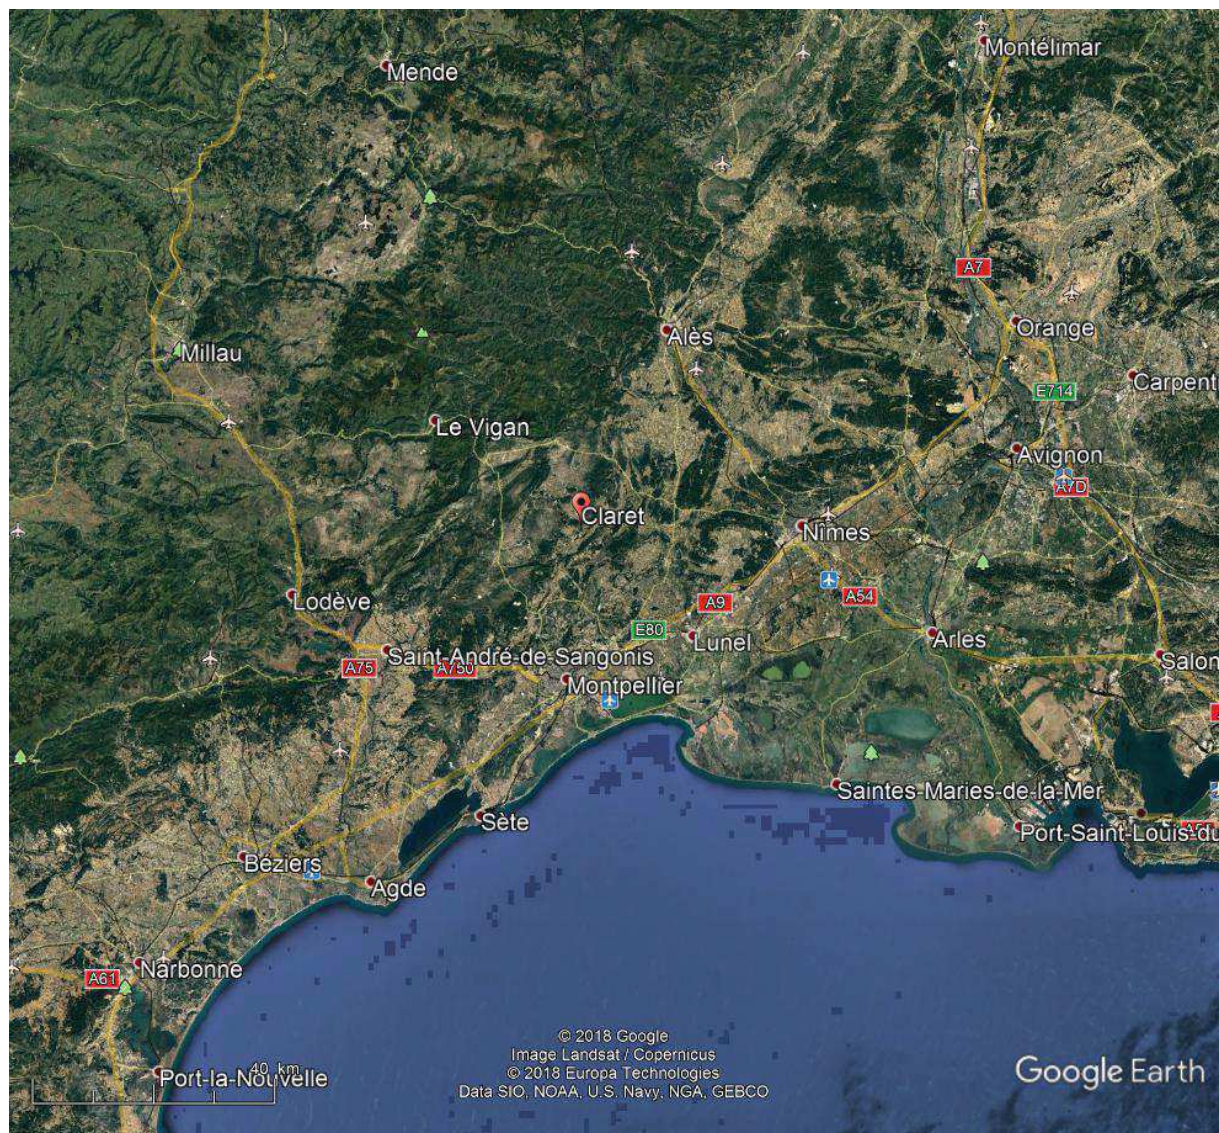 Montélimar
Mende
A7
Orange
Alès
Millau
Carpent
E714
Le Vigan
Avignon
A7D
Claret
Nîmes
Lodève
A54
A9
E80
Lunel
Arles
Saint-André-de-Sangonis
Salon
A75
A750
Montpellier
Saintes-Maries-de-la-Mer
Sète
Port-Saint-Louis-du
Béziers
Agde
Narbonne
A61
© 2018 Google
Image Landsat / Copernicus
© 2018 Europa Technologies
Data SIO, NOAA, U.S. Navy, NGA, GEBCO
40 km
Port-la-Nouvelle
Google Earth